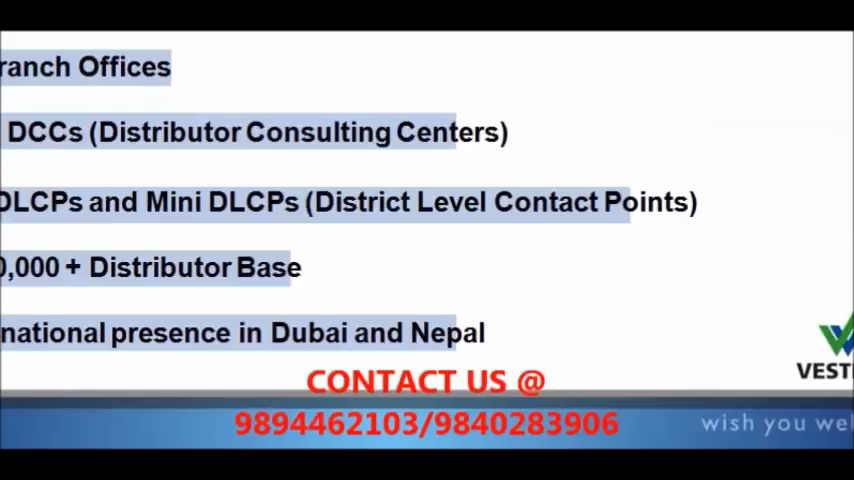 ranch Offices
DCCs (Distributor Consulting Centers)
DLCPs and Mini DLCPs (District Level Contact Points)
0,000 + Distributor Base
national presence in Dubai and Nepal
VEST
CONTACT US @
9894462103/9840283906
wish you wel